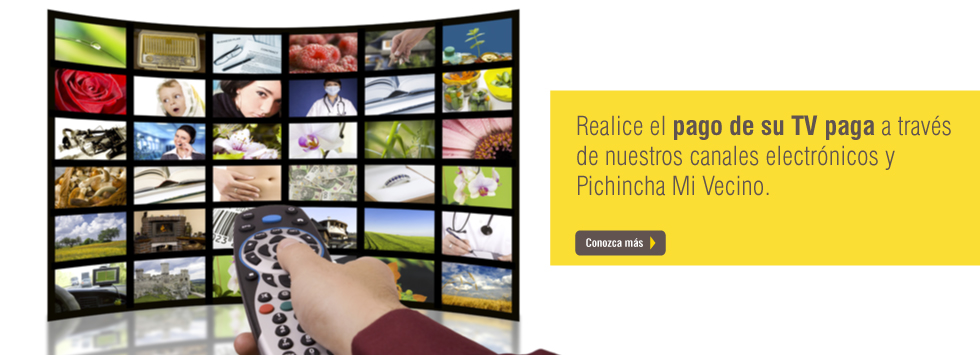 Realice el pago de su TV paga a través
de nuestros canales electrónicos y
Pichincha Mi Vecino.
Conozca más